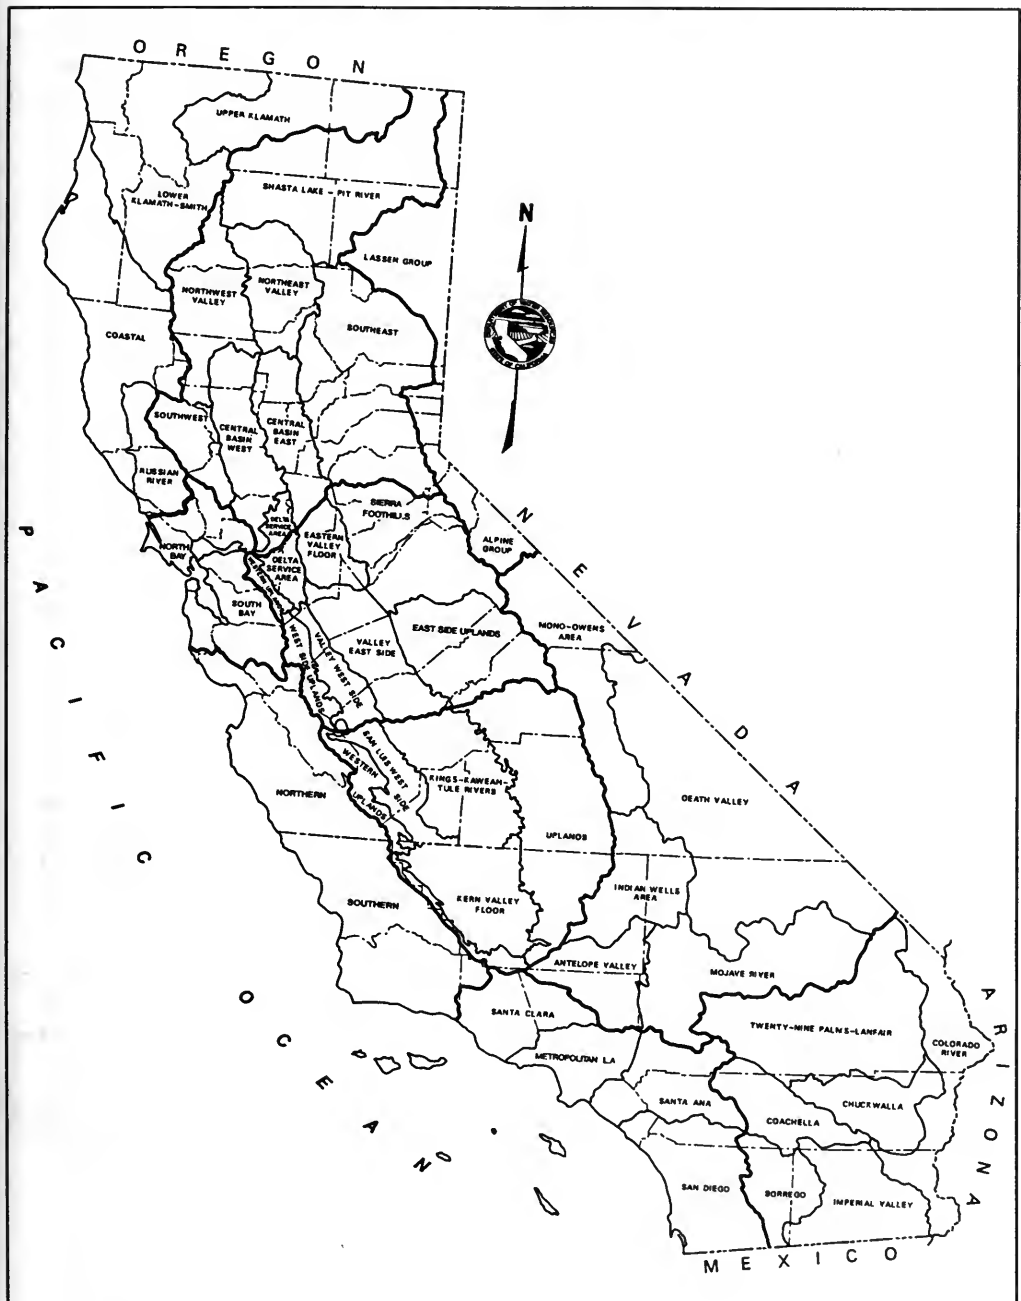 OREGON
UPPER KLAMATH
SHASTA LAKE - PIT RIVER
LOWER
KLAMATH-SMITH
N
LASSEN GROUP
NORTHWEST
VALLEY
NORTHEAST
VALLEY
SOUTHEAST
COASTAL
STATE OF CALIFORNIA
SOUTHWEST
CENTRAL
BASIN
WEST
CENTRAL
BASIN
EAST
RUSSIAN
RIVER
SIERRA
FOOTHILLS
DELTA
SERVICE
AREA
EASTERN
VALLEY
FLOOR
ALPINE
GROUP
NEVADA
NORTH
BAY
DELTA
SERVICE
AREA
WESTERN UPLANDS
SOUTH
BAY
PACIFIC
EAST SIDE UPLANDS
MONO-OWENS
AREA
VALLEY
EAST SIDE
VALLEY WEST SIDE
WEST SIDE UPLANDS
SAN LUIS WEST SIDE
WESTERN
UPLANDS
KINGS-KAWEAH-
TULE RIVERS
NORTHERN
DEATH VALLEY
UPLANDS
INDIAN WELLS
AREA
KERN VALLEY
FLOOR
SOUTHERN
ANTELOPE VALLEY
MOJAVE RIVER
OCEAN
SANTA CLARA
TWENTY-NINE PALMS-LANFAIR
COLORADO
RIVER
ARIZONA
METROPOLITAN L.A
SANTA ANA
CHUCKWALLA
COACHELLA
SAN DIEGO
BORREGO
IMPERIAL VALLEY
MEXICO